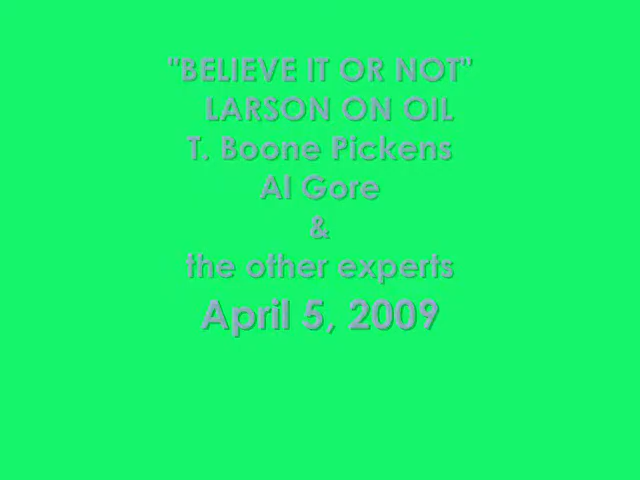 "BELIEVE IT OR NOT"
LARSON ON OIL
T. Boone Pickens
Al Gore
&
the other experts
April 5, 2009